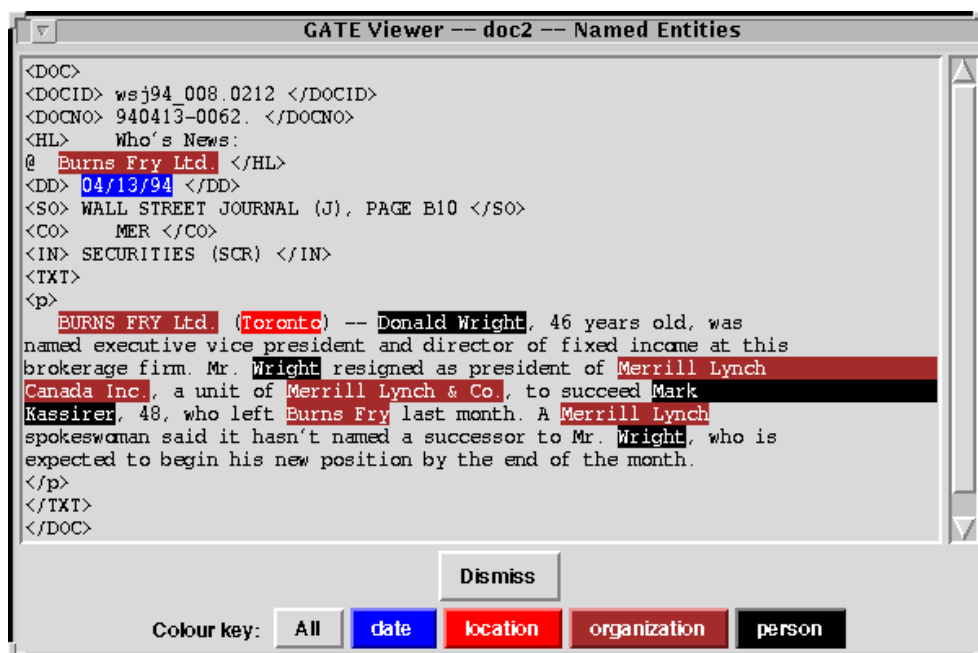 GATE Viewer –– doc2 –– Named Entities
<DOC>
<DOCID> wsj94_008.0212 </DOCID>
<DOCNO> 940413-0062. </DOCNO>
<HL>    Who's News:
@  Burns Fry Ltd. </HL>
<DD> 04/13/94 </DD>
<SO> WALL STREET JOURNAL (J), PAGE B10 </SO>
<CO>    MER </CO>
<IN> SECURITIES (SCR) </IN>
<TXT>
<p>
   BURNS FRY Ltd. (Toronto) -- Donald Wright, 46 years old, was
named executive vice president and director of fixed income at this
brokerage firm. Mr. Wright resigned as president of Merrill Lynch
Canada Inc., a unit of Merrill Lynch & Co., to succeed Mark
Kassirer, 48, who left Burns Fry last month. A Merrill Lynch
spokeswoman said it hasn't named a successor to Mr. Wright, who is
expected to begin his new position by the end of the month.
</p>
</TXT>
</DOC>
Dismiss
Colour key: All date location organization person